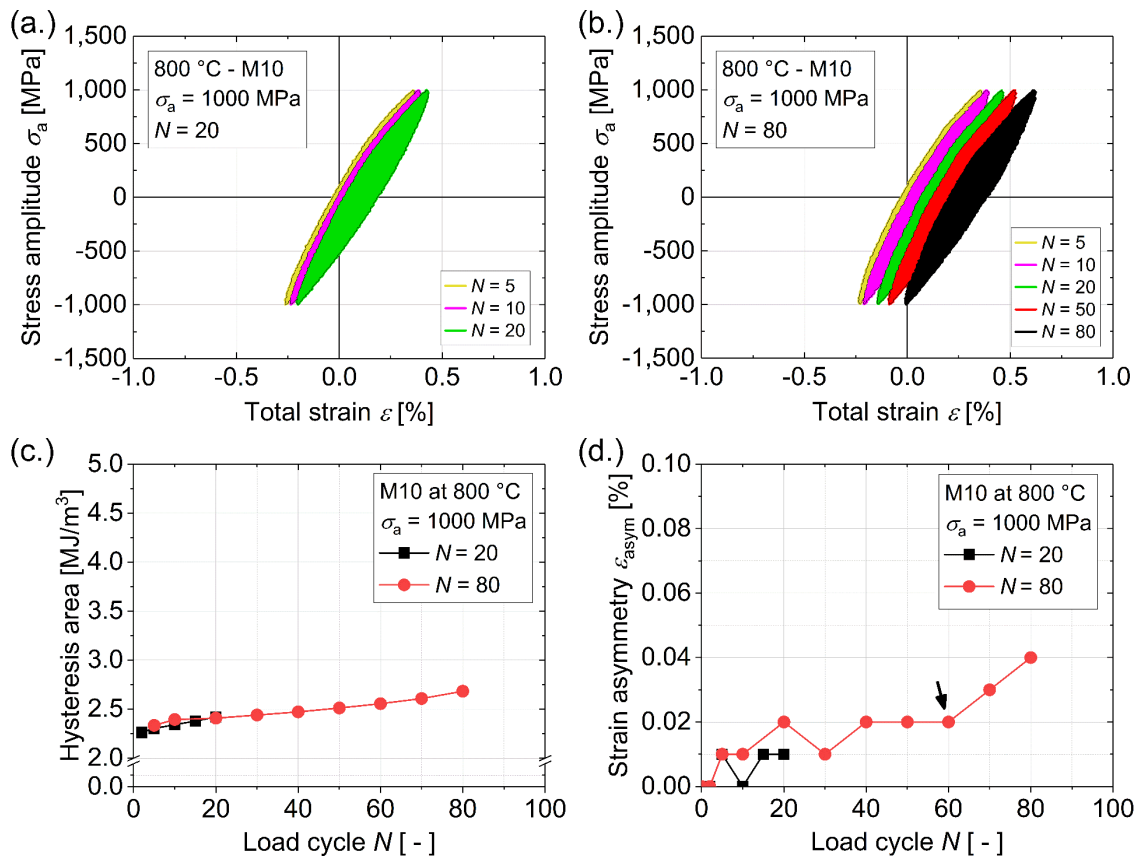 (a.)
1,500
1,000
500
0
-500
-1,000
-1,500
Stress amplitude σa [MPa]
800 °C - M10
σa = 1000 MPa
N = 20
N = 5
N = 10
N = 20
-1.0
-0.5
0.0
0.5
1.0
Total strain ε [%]
(b.)
1,500
1,000
500
0
-500
-1,000
-1,500
Stress amplitude σa [MPa]
800 °C - M10
σa = 1000 MPa
N = 80
N = 5
N = 10
N = 20
N = 50
N = 80
-1.0
-0.5
0.0
0.5
1.0
Total strain ε [%]
(c.)
5.0
4.5
4.0
3.5
3.0
2.5
2.0
0.0
Hysteresis area [MJ/m³]
M10 at 800 °C
σa = 1000 MPa
N = 20
N = 80
0
20
40
60
80
100
Load cycle N [ - ]
(d.)
0.10
0.08
0.06
0.04
0.02
0.00
Strain asymmetry εasym [%]
M10 at 800 °C
σa = 1000 MPa
N = 20
N = 80
0
20
40
60
80
100
Load cycle N [ - ]